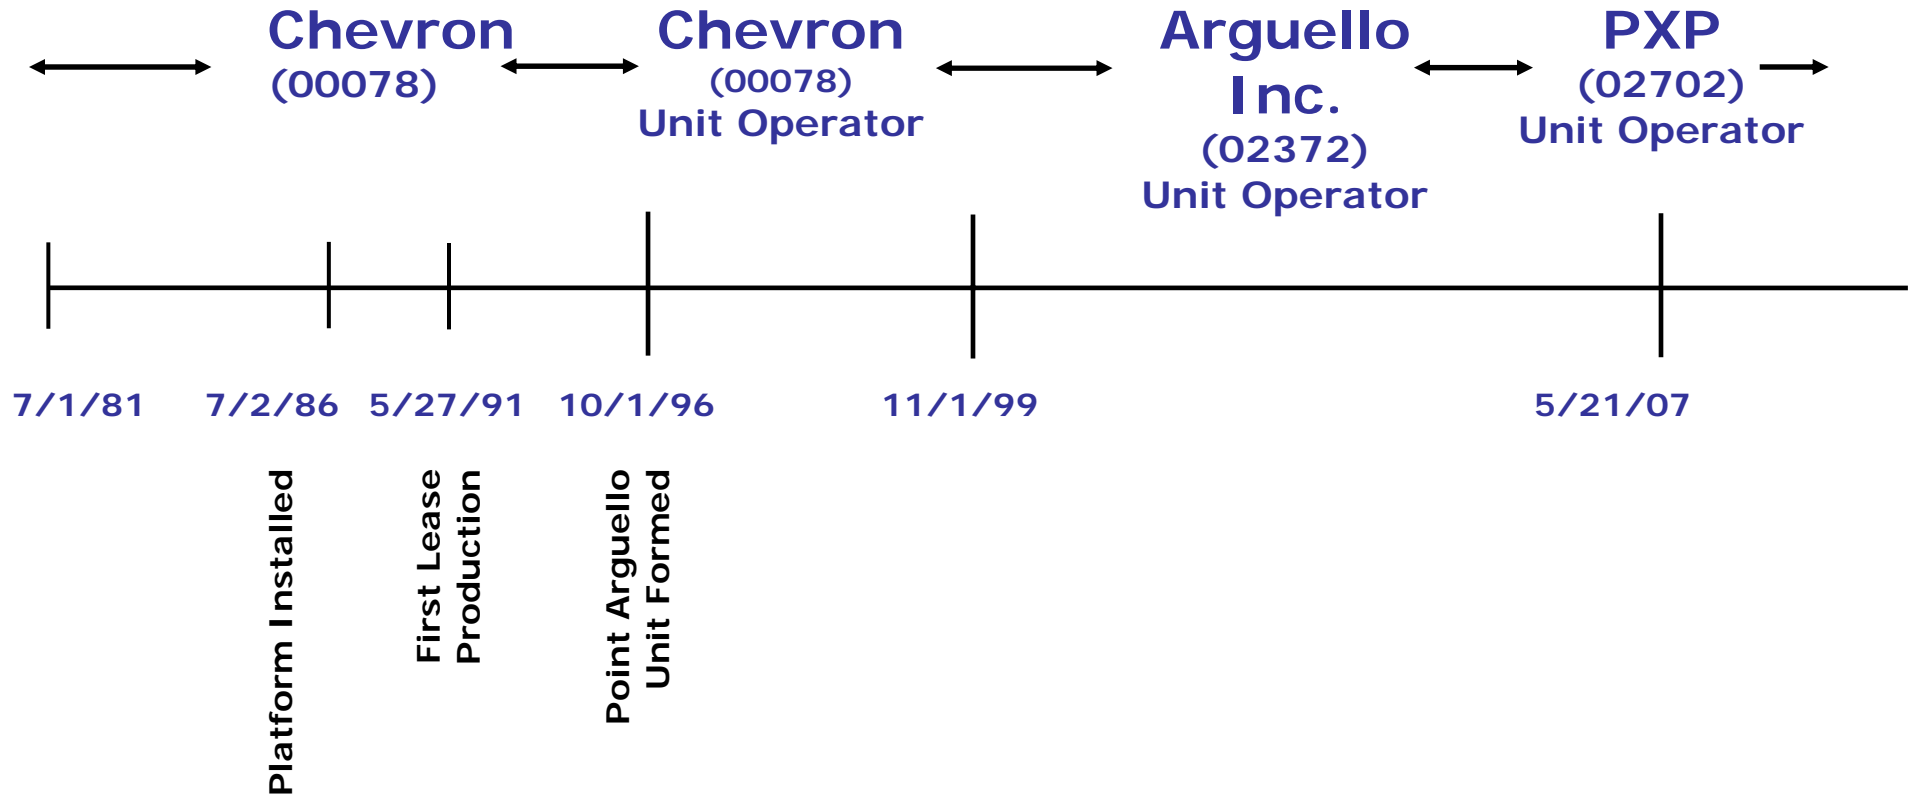 Chevron
(00078)
Chevron
(00078)
Unit Operator
Arguello
Inc.
(02372)
Unit Operator
PXP
(02702)
Unit Operator
7/1/81
7/2/86
5/27/91
10/1/96
11/1/99
5/21/07
Platform Installed
First Lease
Production
Point Arguello
Unit Formed